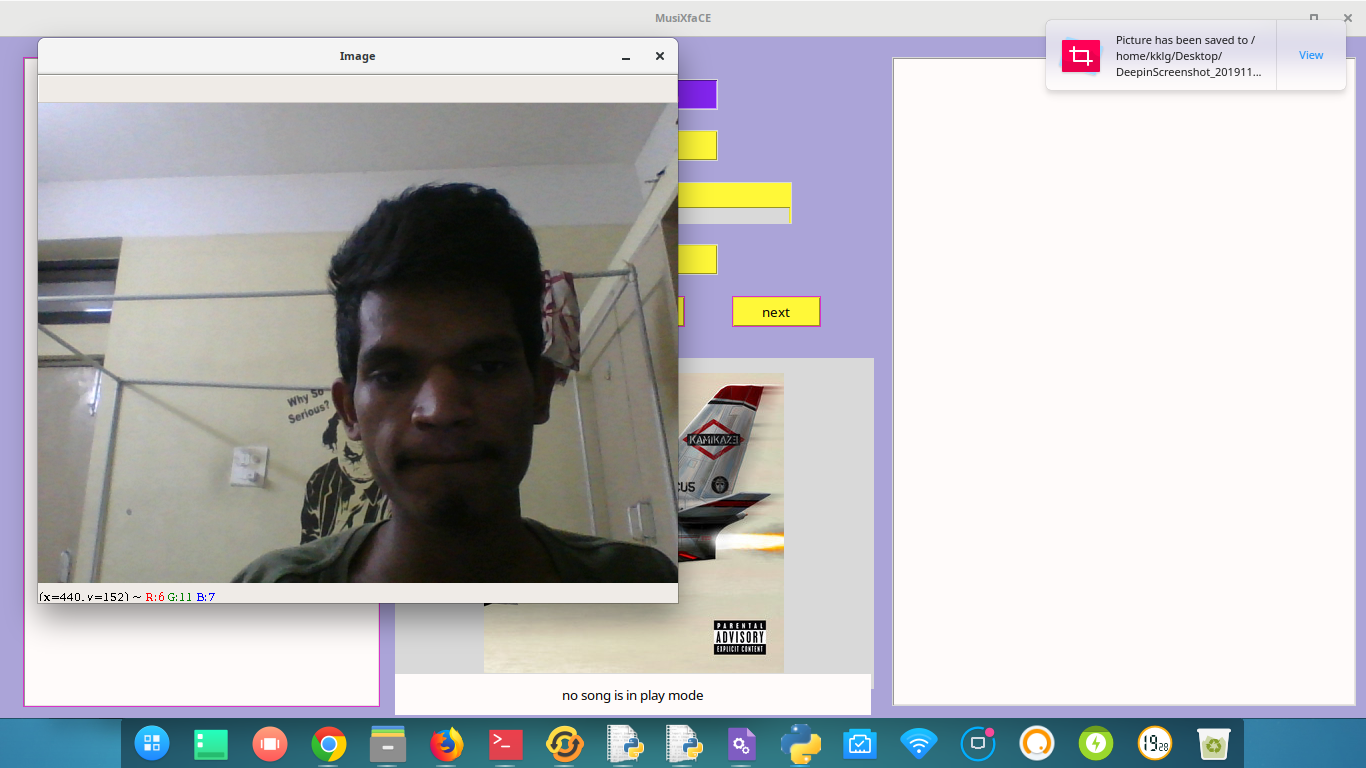 MusiXfaCE
Image
Picture has been saved to /
home/kklg/Desktop/
DeepinScreenshot_201911...
View
next
Why So
Serious?
KAMIKAZE
CUS
PARENTAL
ADVISORY
EXPLICIT CONTENT
(x=440, y=152) ~ R:6 G:11 B:7
no song is in play mode
19 28